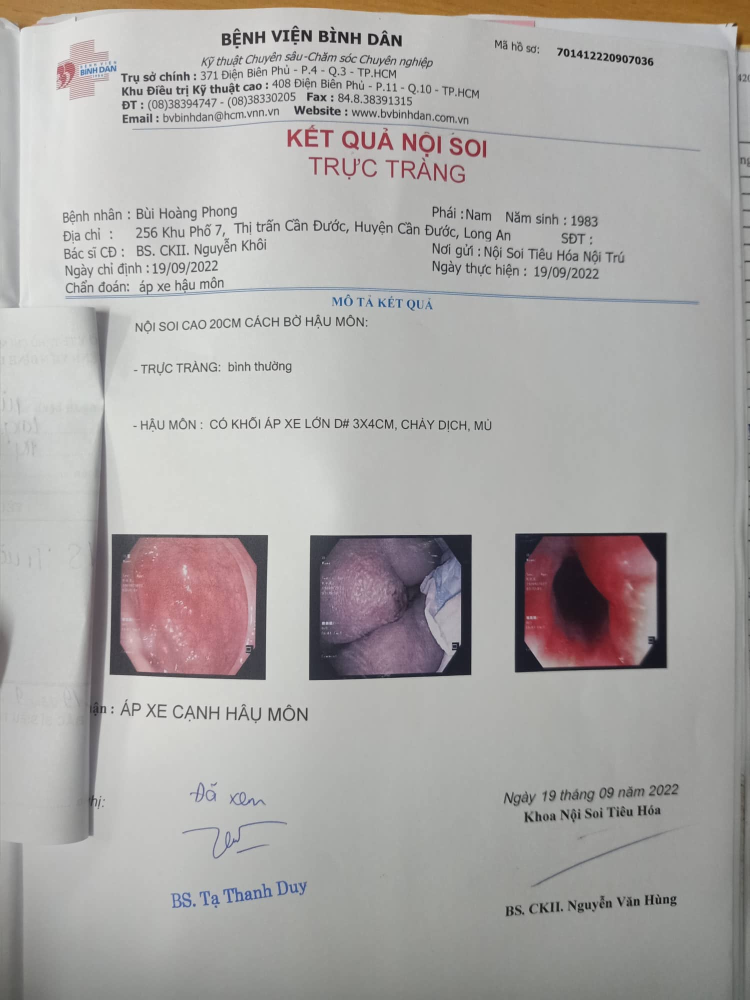 BỆNH VIỆN BÌNH DÂN
Kỹ thuật Chuyên sâu-Chăm sóc Chuyên nghiệp
Mã hồ sơ: 701412220907036
BỆNH VIỆN
BÌNH DÂN
1954
Trụ sở chính : 371 Điện Biên Phủ - P.4 - Q.3 - TP.HCM
Khu Điều trị Kỹ thuật cao : 408 Điện Biên Phủ - P.11 - Q.10 - TP.HCM
ĐT : (08)38394747 - (08)38330205 Fax : 84.8.38391315
Email : bvbinhdan@hcm.vnn.vn Website : www.bvbinhdan.com.vn
KẾT QUẢ NỘI SOI
TRỰC TRÀNG
Bệnh nhân : Bùi Hoàng Phong Phái : Nam Năm sinh : 1983
Địa chỉ : 256 Khu Phố 7, Thị trấn Cần Đước, Huyện Cần Đước, Long An SĐT :
Bác sĩ CĐ : BS. CKII. Nguyễn Khôi Nơi gửi : Nội Soi Tiêu Hóa Nội Trú
Ngày chỉ định : 19/09/2022 Ngày thực hiện : 19/09/2022
Chẩn đoán: áp xe hậu môn
MÔ TẢ KẾT QUẢ
NỘI SOI CAO 20CM CÁCH BỜ HẬU MÔN:
- TRỰC TRÀNG: bình thường
- HẬU MÔN : CÓ KHỐI ÁP XE LỚN D# 3X4CM, CHẢY DỊCH, MỦ
ận : ÁP XE CẠNH HÂỤ MÔN
hị:
Đã xem
Ngày 19 tháng 09 năm 2022
Khoa Nội Soi Tiêu Hóa
BS. Tạ Thanh Duy
BS. CKII. Nguyễn Văn Hùng